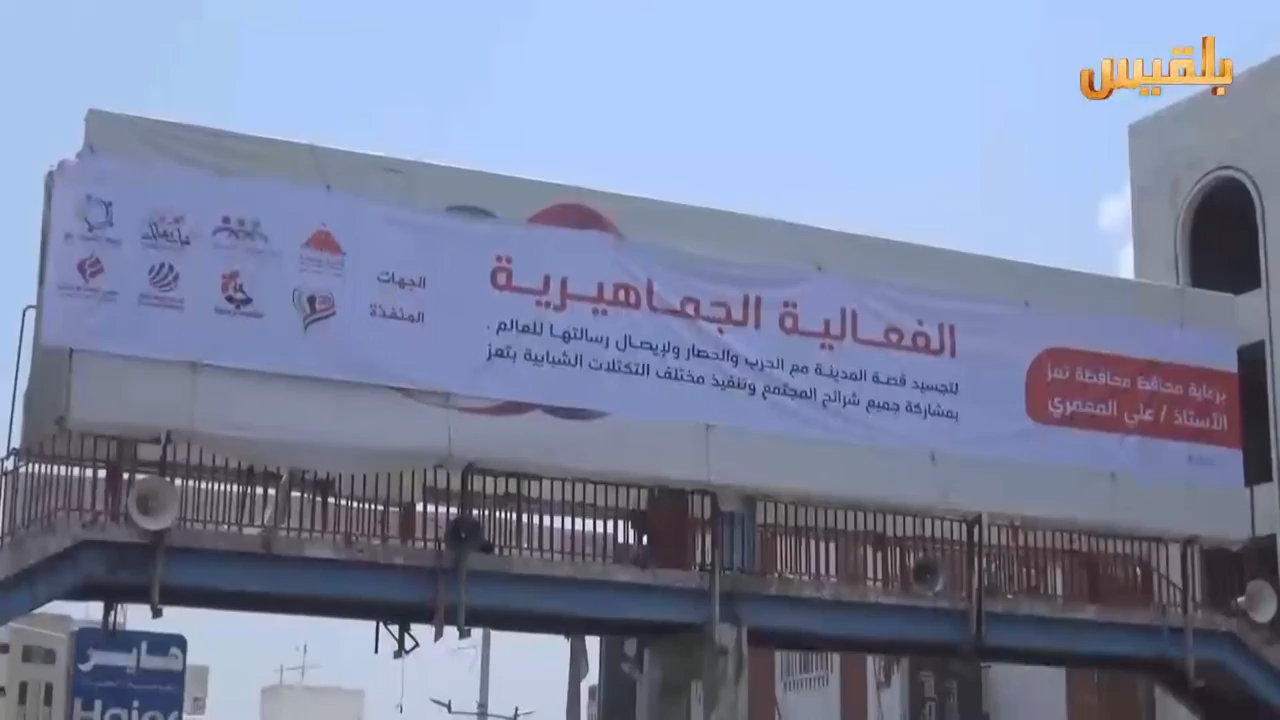 بلقيس
الفعالية الجماهيرية
لتجسيد قصة المدينة مع الحرب والحصار ولإيصال رسالتها للعالم .
بمشاركة جميع شرائح المجتمع وتنفيذ مختلف التكتلات الشبابية بتعز
برعاية محافظ محافظة تعز
الأستاذ / علي المعمري
الجهات
المنفذة
هايل